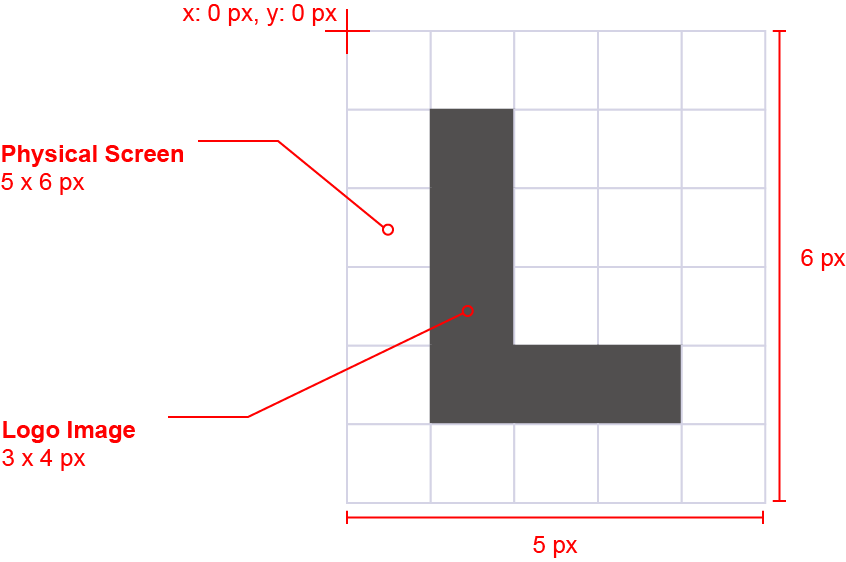 x: 0 px, y: 0 px
Physical Screen
5 x 6 px
6 px
Logo Image
3 x 4 px
5 px